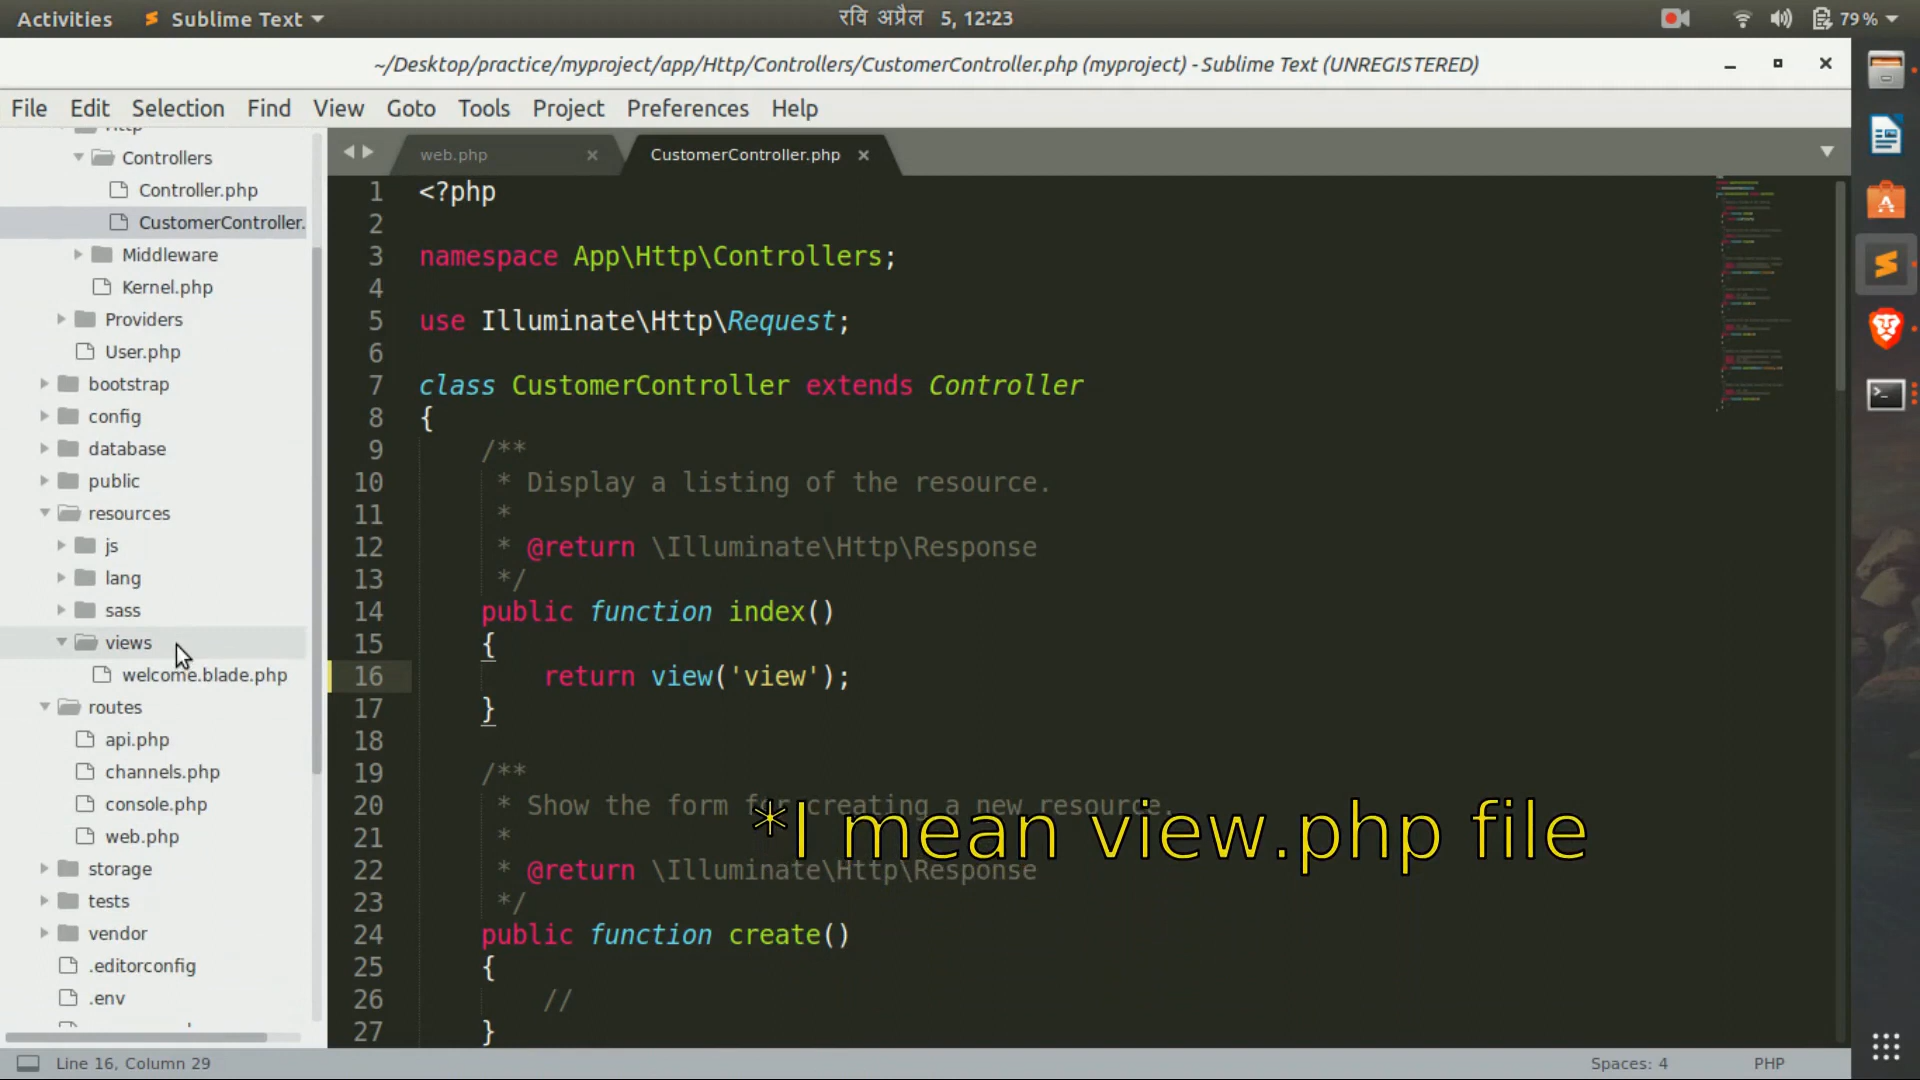 Activities Sublime Text रवि अप्रैल 5, 12:23 79%
~/Desktop/practice/myproject/app/Http/Controllers/CustomerController.php (myproject) - Sublime Text (UNREGISTERED)
File Edit Selection Find View Goto Tools Project Preferences Help
Http
Controllers
Controller.php
CustomerController.
Middleware
Kernel.php
Providers
User.php
bootstrap
config
database
public
resources
js
lang
sass
views
welcome.blade.php
routes
api.php
channels.php
console.php
web.php
storage
tests
vendor
.editorconfig
.env
web.php CustomerController.php
1 <?php
2
3 namespace App\Http\Controllers;
4
5 use Illuminate\Http\Request;
6
7 class CustomerController extends Controller
8 {
9 /**
10 * Display a listing of the resource.
11 *
12 * @return \Illuminate\Http\Response
13 */
14 public function index()
15 {
16 return view('view');
17 }
18
19 /**
20 * Show the form for creating a new resource.
21 *
22 * @return \Illuminate\Http\Response
23 */
24 public function create()
25 {
26 //
27 }
*I mean view.php file
Line 16, Column 29 Spaces: 4 PHP